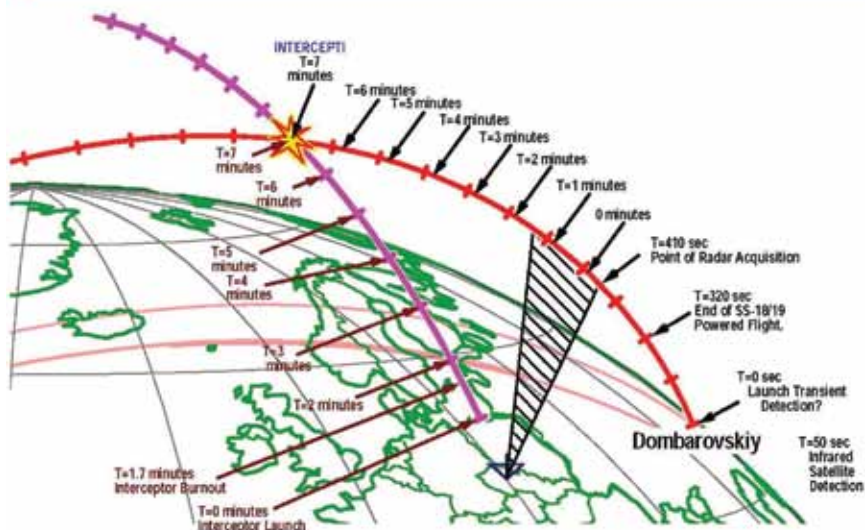 INTERCEPT!
T=7
minutes
T=6 minutes
T=5 minutes
T=4 minutes
T=3 minutes
T=2 minutes
T=1 minutes
0 minutes
T=410 sec
Point of Radar Acquisition
T=320 sec
End of SS-18/19
Powered Flight.
T=0 sec
Launch Transient
Detection?
Dombarovskiy
T=50 sec
Infrared
Satellite
Detection
T=7
minutes
T=6
minutes
T=5
minutes
T=4
minutes
T=3
minutes
T=2 minutes
T=1.7 minutes
Interceptor Burnout
T=0 minutes
Interceptor Launch